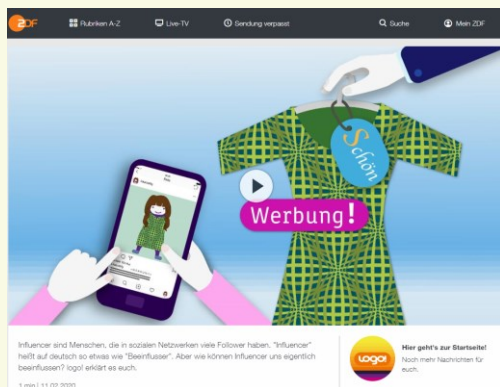 ZDF Rubriken A-Z Live-TV Sendung verpasst Suche Mein ZDF
Schön
Werbung!
Influencer sind Menschen, die in sozialen Netzwerken viele Follower haben. "Influencer"
heißt auf deutsch so etwas wie "Beeinflusser". Aber wie können Influencer uns eigentlich
beeinflussen? logo! erklärt es euch.
1 min | 11.02.2020
logo!
Hier geht's zur Startseite!
Noch mehr Nachrichten für
euch.